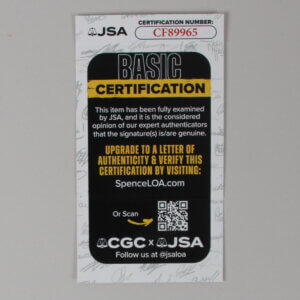 JSA
CERTIFICATION NUMBER:
CF89965
BASIC
CERTIFICATION
This item has been fully examined
by JSA, and it is the considered
opinion of our expert authenticators
that the signature(s) is/are genuine.
UPGRADE TO A LETTER OF
AUTHENTICITY & VERIFY THIS
CERTIFICATION BY VISITING:
SpenceLOA.com
Or Scan
CGC x JSA
Follow us at @jsaloa